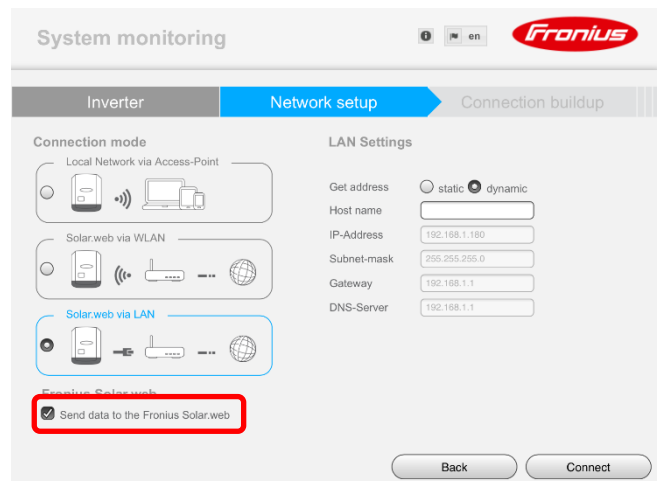 System monitoring
en
Fronius
Inverter
Network setup
Connection buildup
Connection mode
Local Network via Access-Point
Solar.web via WLAN
Solar.web via LAN
Fronius Solar.web
Send data to the Fronius Solar.web
LAN Settings
Get address static dynamic
Host name
IP-Address 192.168.1.180
Subnet-mask 255.255.255.0
Gateway 192.168.1.1
DNS-Server 192.168.1.1
Back
Connect